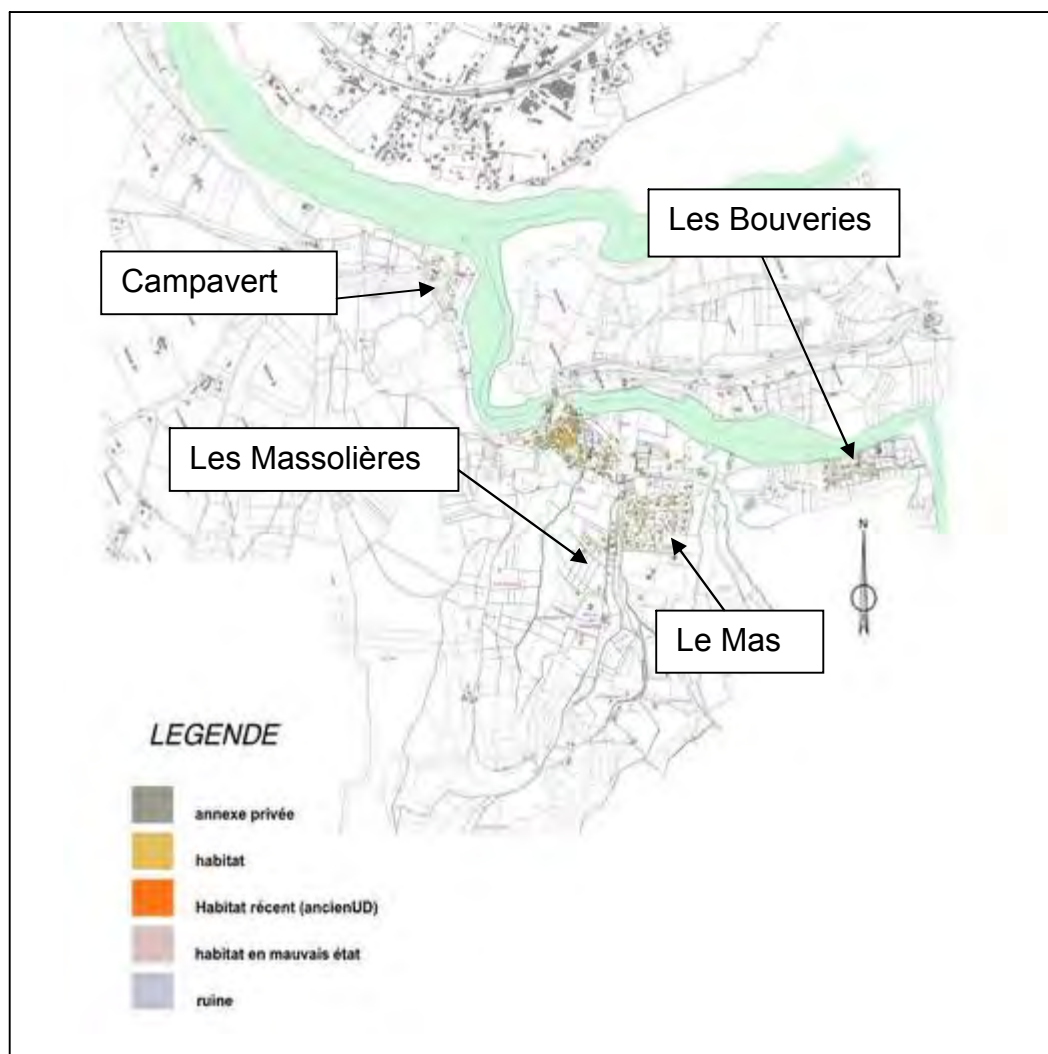 Les Bouveries
Campavert
Les Massolières
N
Le Mas
LEGENDE
annexe privée
habitat
Habitat récent (ancienUD)
habitat en mauvais état
ruine